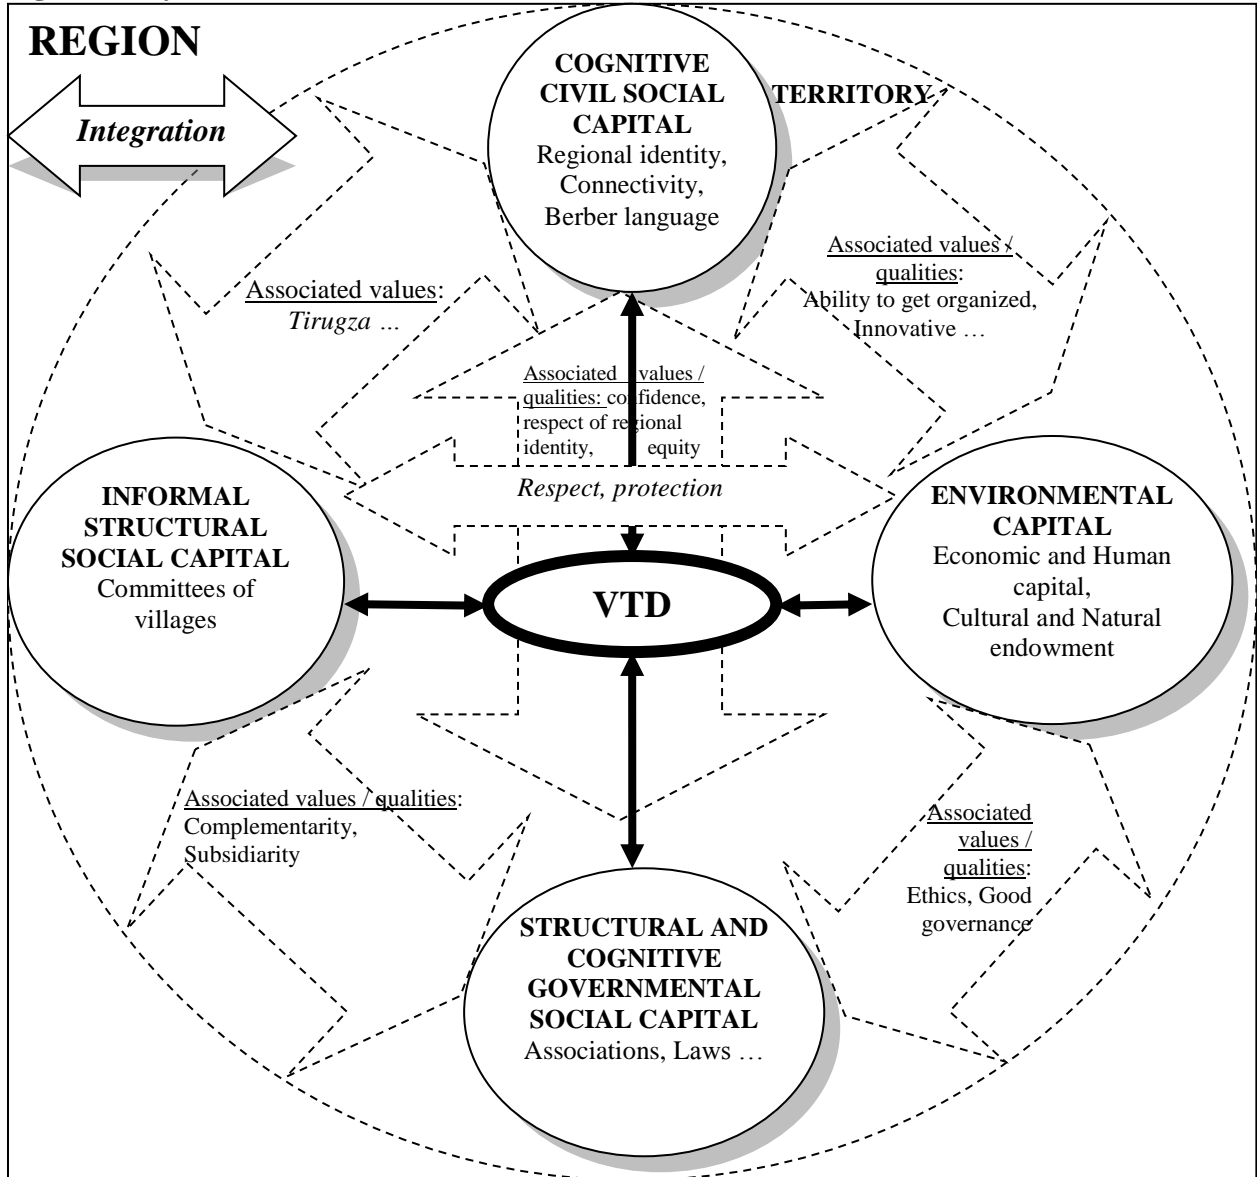 REGION
Integration
COGNITIVE
CIVIL SOCIAL
CAPITAL
Regional identity,
Connectivity,
Berber language
TERRITORY
Associated values:
Tirugza ...
Associated values /
qualities:
Ability to get organized,
Innovative …
Associated values /
qualities: confidence,
respect of regional
identity, equity
Respect, protection
INFORMAL
STRUCTURAL
SOCIAL CAPITAL
Committees of
villages
VTD
ENVIRONMENTAL
CAPITAL
Economic and Human
capital,
Cultural and Natural
endowment
Associated values / qualities:
Complementarity,
Subsidiarity
Associated
values /
qualities:
Ethics, Good
governance
STRUCTURAL AND
COGNITIVE
GOVERNMENTAL
SOCIAL CAPITAL
Associations, Laws …